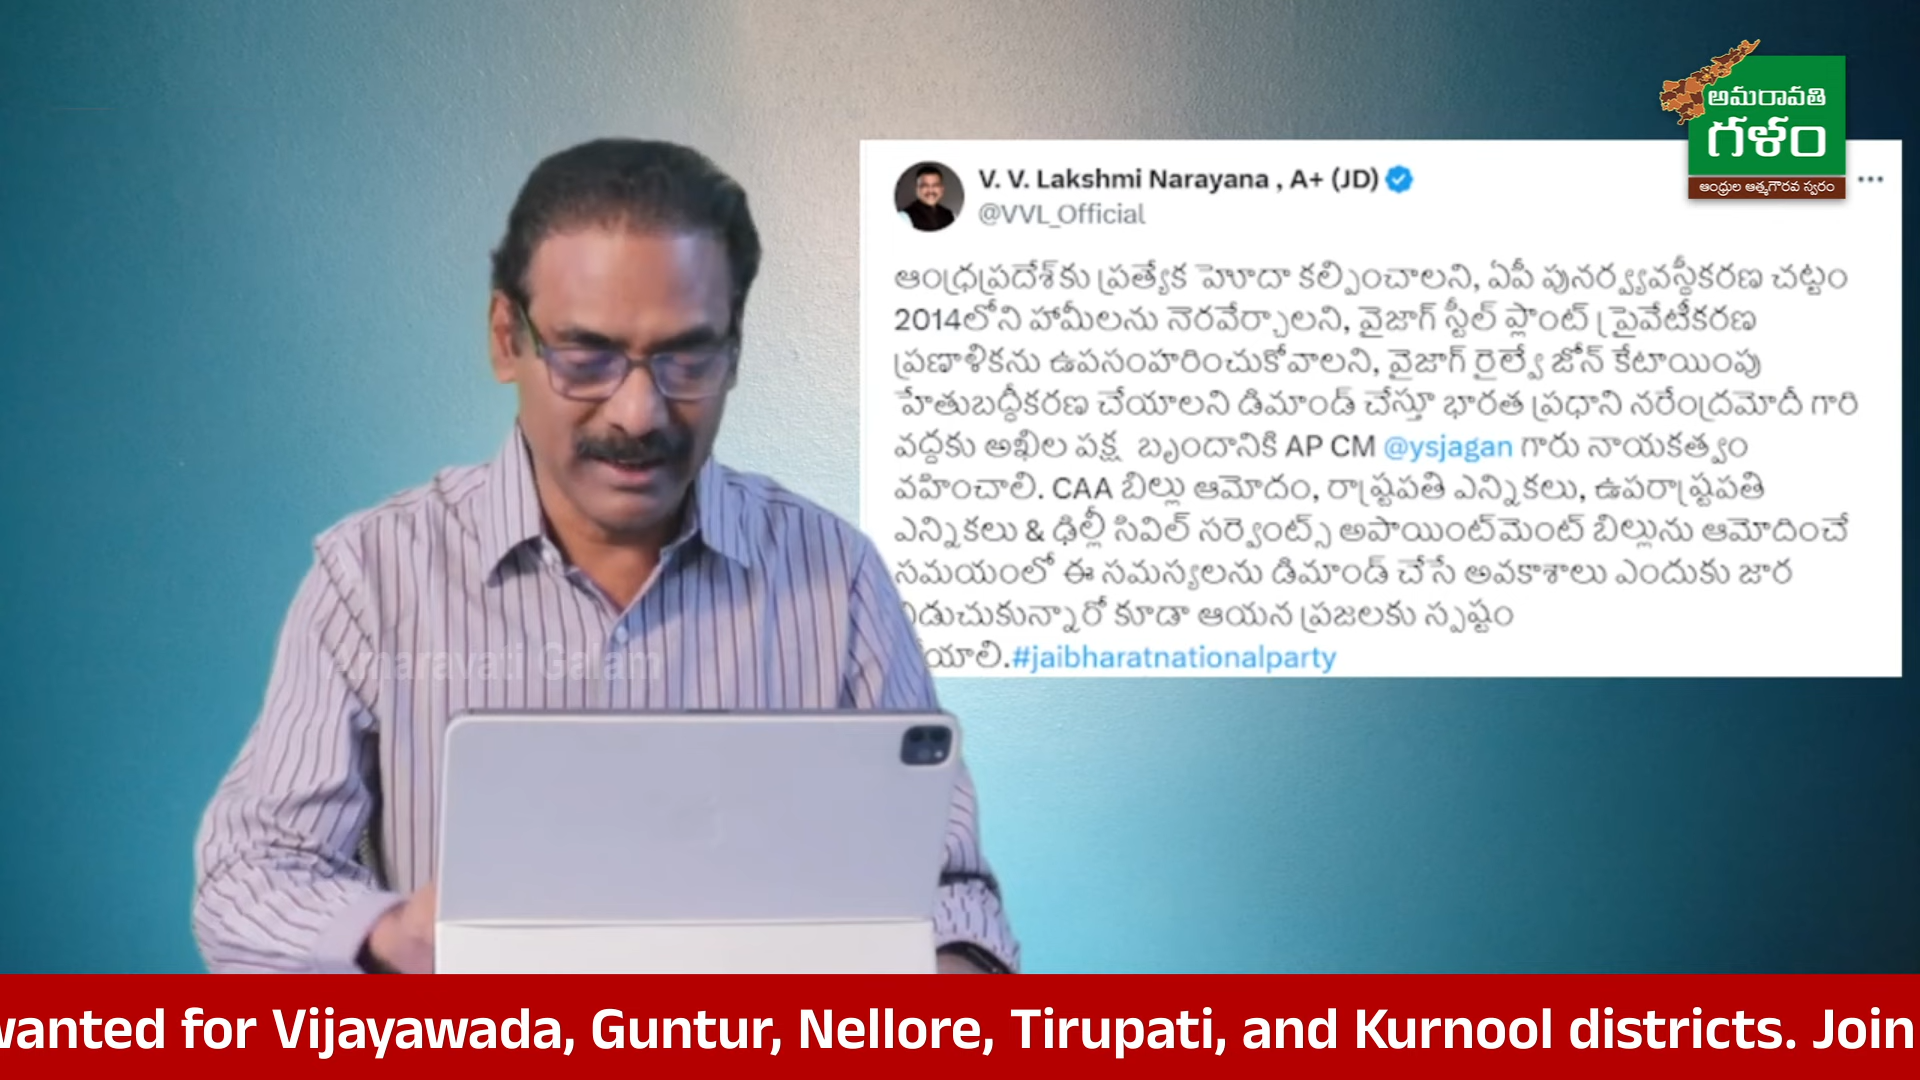 అమరావతి
గళం
ఆంధ్రుల ఆత్మగౌరవ స్వరం
V. V. Lakshmi Narayana , A+ (JD)
@VVL_Official
ఆంధ్రప్రదేశ్‌కు ప్రత్యేక హెూదా కల్పించాలని, ఏపీ పునర్వ్యవస్థీకరణ చట్టం
2014లోని హామీలను నెరవేర్చాలని, వైజాగ్ స్టీల్ ప్లాంట్ ప్రైవేటీకరణ
ప్రణాళికను ఉపసంహరించుకోవాలని, వైజాగ్ రైల్వే జోన్ కేటాయింపు
హేతుబద్ధీకరణ చేయాలని డిమాండ్ చేస్తూ భారత ప్రధాని నరేంద్రమోదీ గారి
వద్దకు అఖిల పక్ష బృందానికి AP CM @ysjagan గారు నాయకత్వం
వహించాలి. CAA బిల్లు ఆమోదం, రాష్ట్రపతి ఎన్నికలు, ఉపరాష్ట్రపతి
ఎన్నికలు & ఢిల్లీ సివిల్ సర్వెంట్స్ అపాయింట్‌మెంట్ బిల్లును ఆమోదించే
సమయంలో ఈ సమస్యలను డిమాండ్ చేసే అవకాశాలు ఎందుకు జార
విడుచుకున్నారో కూడా ఆయన ప్రజలకు స్పష్టం
చేయాలి.#jaibharatnationalparty
Amaravati Galam
wanted for Vijayawada, Guntur, Nellore, Tirupati, and Kurnool districts. Join